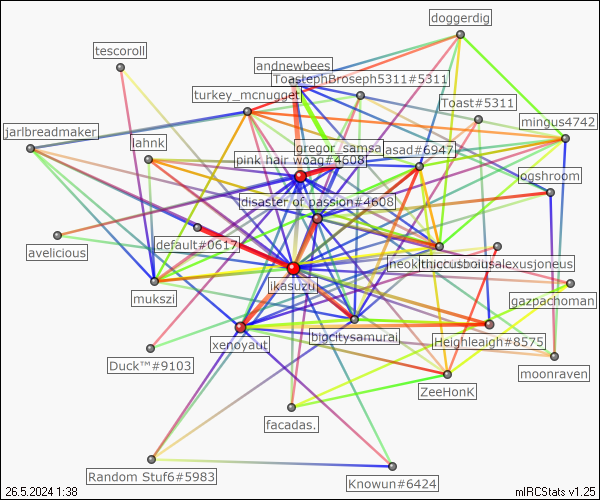 doggerdig
tescoroll
andnewbees
ToastephBroseph5311#5311
turkey_mcnugget
Toast#5311
mingus4742
jarlbreadmaker
lahnk
gregor_samsa
asad#6947
pink hair woag#4608
ogshroom
disaster of passion#4608
default#0617
avelicious
ikasuzu
mukszi
gazpachoman
xenoyaut
bigcitysamurai
Heighleaigh#8575
Duck™#9103
moonraven
ZeeHonK
facadas.
Random Stuf6#5983
Knowun#6424
26.5.2024 1:38
mIRCStats v1.25